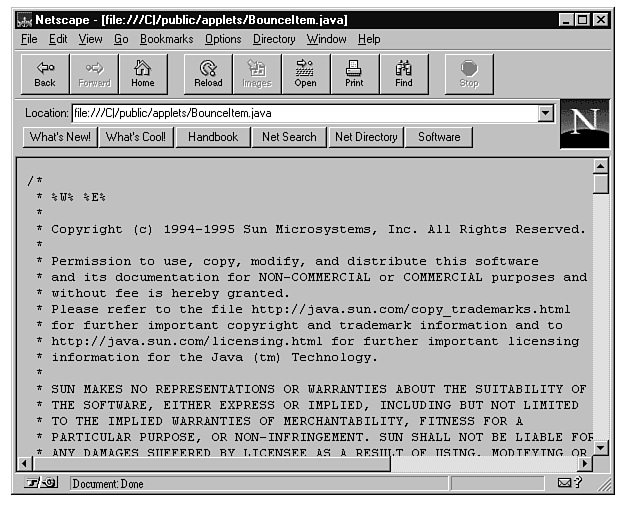 Netscape - [file:///C|/public/applets/BounceItem.java]
File Edit View Go Bookmarks Options Directory Window Help
Back Forward Home Reload Images Open Print Find Stop
Location: file:///C|/public/applets/BounceItem.java
N
What's New! What's Cool! Handbook Net Search Net Directory Software
/*
* %W% %E%
*
* Copyright (c) 1994-1995 Sun Microsystems, Inc. All Rights Reserved.
*
* Permission to use, copy, modify, and distribute this software
* and its documentation for NON-COMMERCIAL or COMMERCIAL purposes and
* without fee is hereby granted.
* Please refer to the file http://java.sun.com/copy_trademarks.html
* for further important copyright and trademark information and to
* http://java.sun.com/licensing.html for further important licensing
* information for the Java (tm) Technology.
*
* SUN MAKES NO REPRESENTATIONS OR WARRANTIES ABOUT THE SUITABILITY OF
* THE SOFTWARE, EITHER EXPRESS OR IMPLIED, INCLUDING BUT NOT LIMITED
* TO THE IMPLIED WARRANTIES OF MERCHANTABILITY, FITNESS FOR A
* PARTICULAR PURPOSE, OR NON-INFRINGEMENT. SUN SHALL NOT BE LIABLE FOR
* ANY DAMAGES SUFFERED BY LICENSEE AS A RESULT OF USING, MODIFYING OR
Document: Done